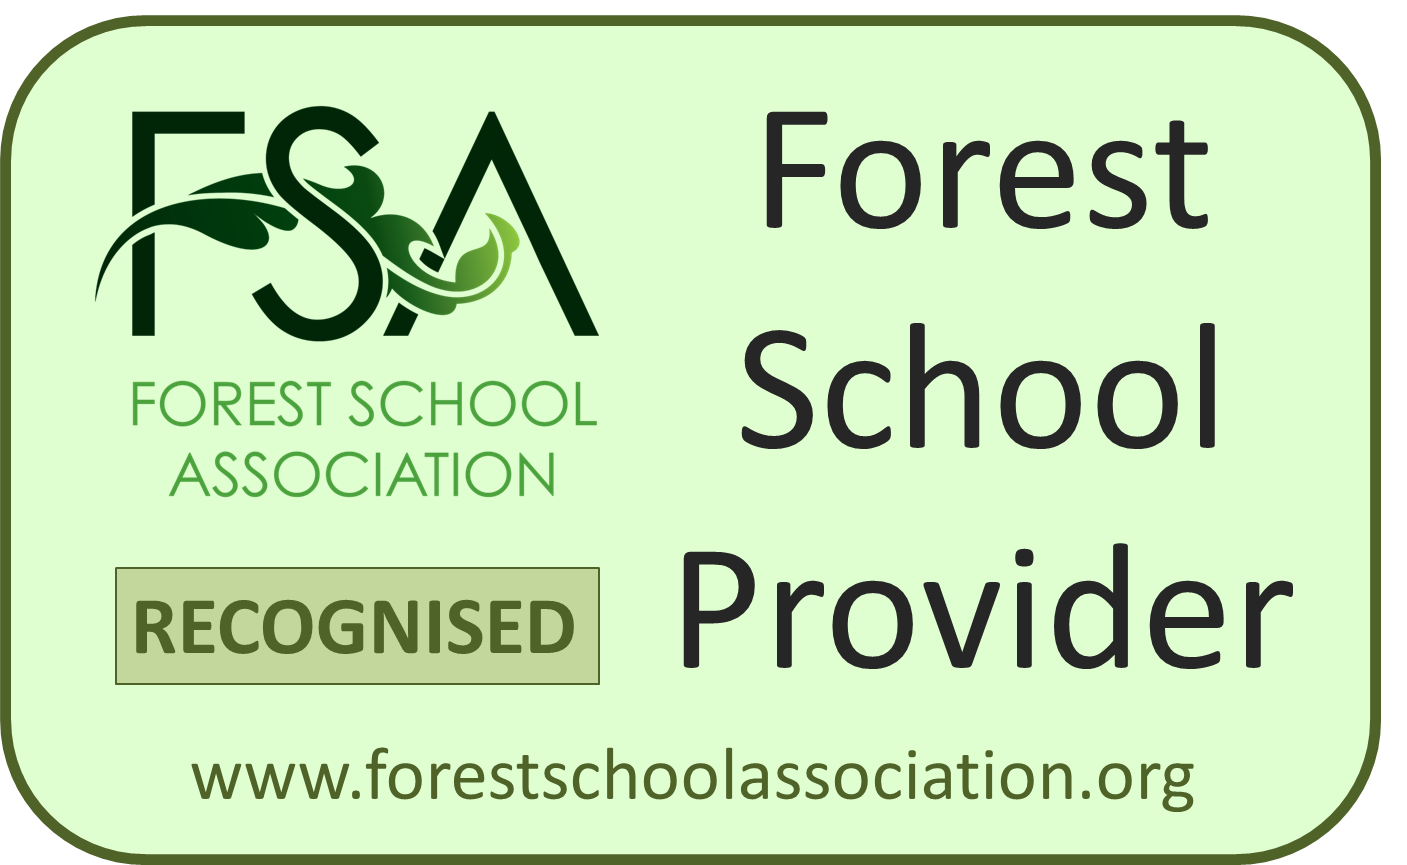 FSA
FOREST SCHOOL
ASSOCIATION
RECOGNISED
Forest
School
Provider
www.forestschoolassociation.org